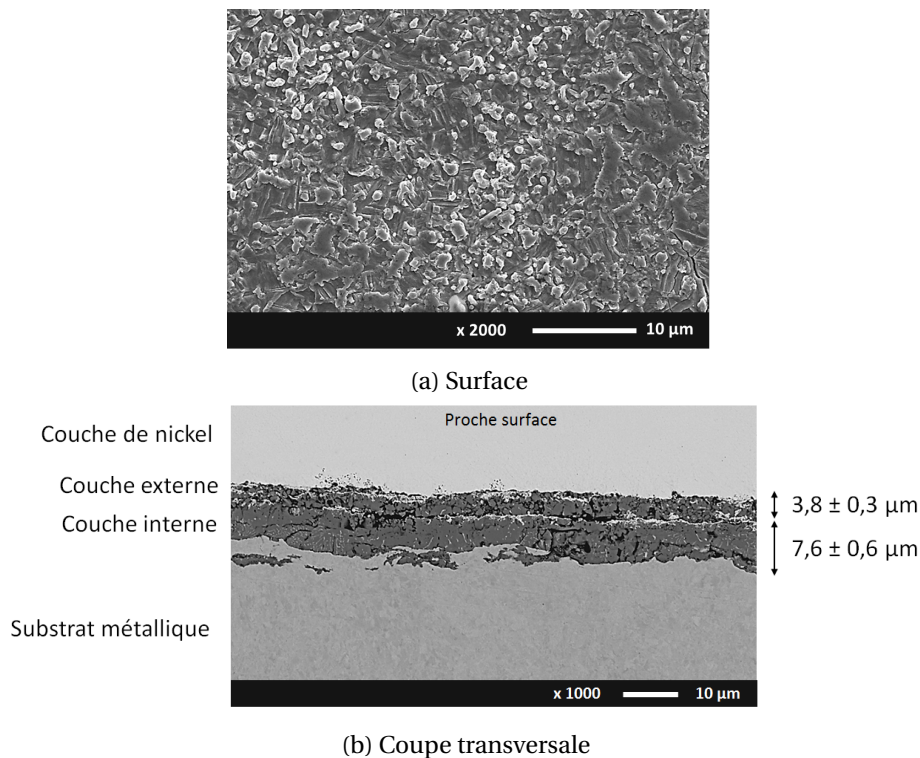 x 2000 10 µm
(a) Surface
Proche surface
Couche de nickel
Couche externe
Couche interne
3,8 ± 0,3 µm
7,6 ± 0,6 µm
Substrat métallique
x 1000 10 µm
(b) Coupe transversale